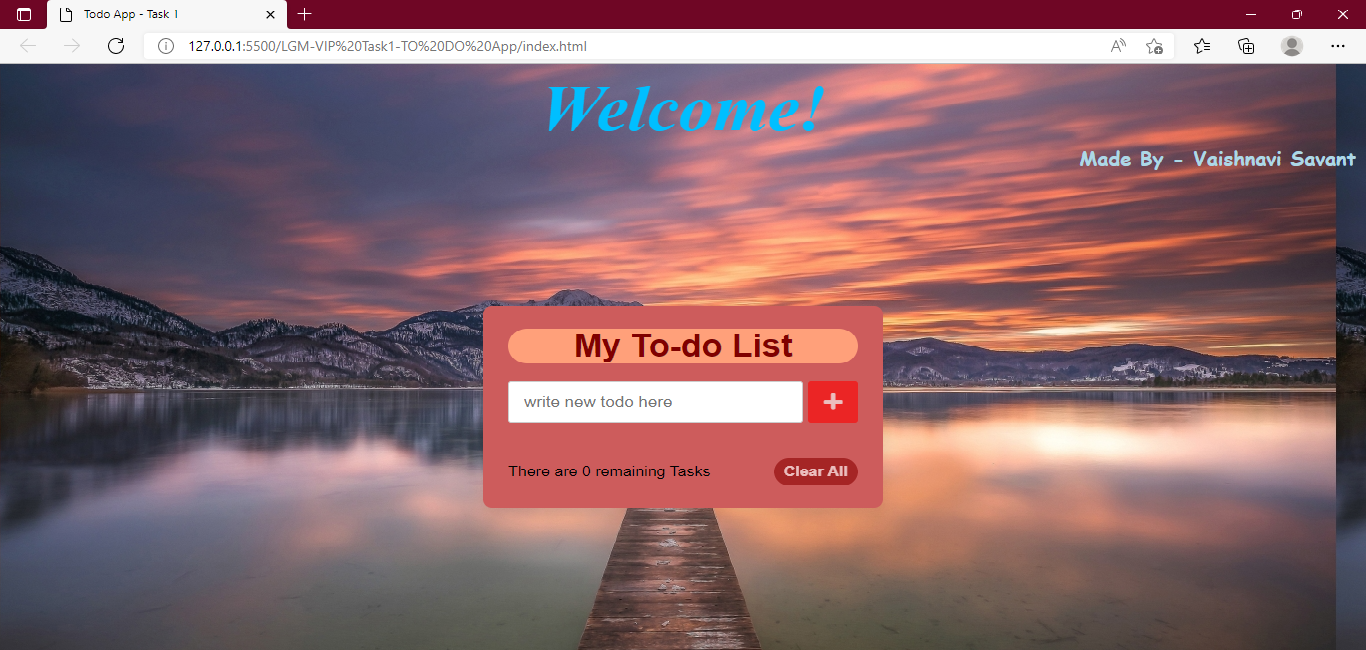 Todo App - Task 1
127.0.0.1:5500/LGM-VIP%20Task1-TO%20DO%20App/index.html
Welcome!
Made By - Vaishnavi Savant
My To-do List
write new todo here
There are 0 remaining Tasks
Clear All